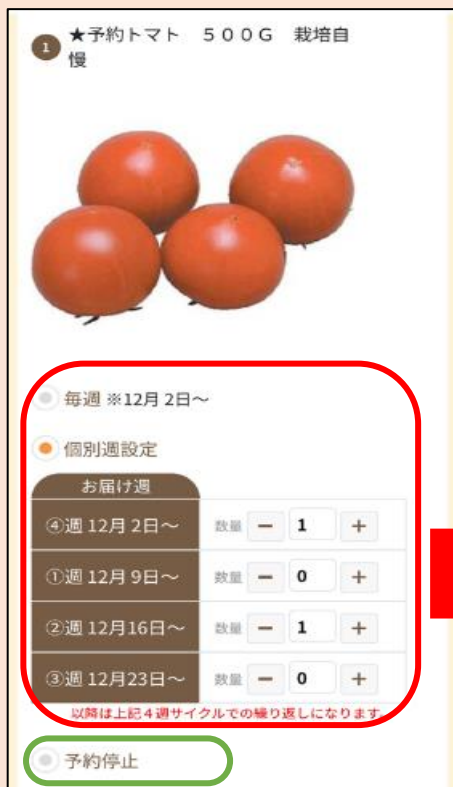 1 ★予約トマト　５００Ｇ　栽培自
慢
毎週 ※12月 2日～
個別週設定
お届け週
④週 12月 2日～ 数量 － 1 ＋
①週 12月 9日～ 数量 － 0 ＋
②週 12月16日～ 数量 － 1 ＋
③週 12月23日～ 数量 － 0 ＋
以降は上記４週サイクルでの繰り返しになります。
予約停止